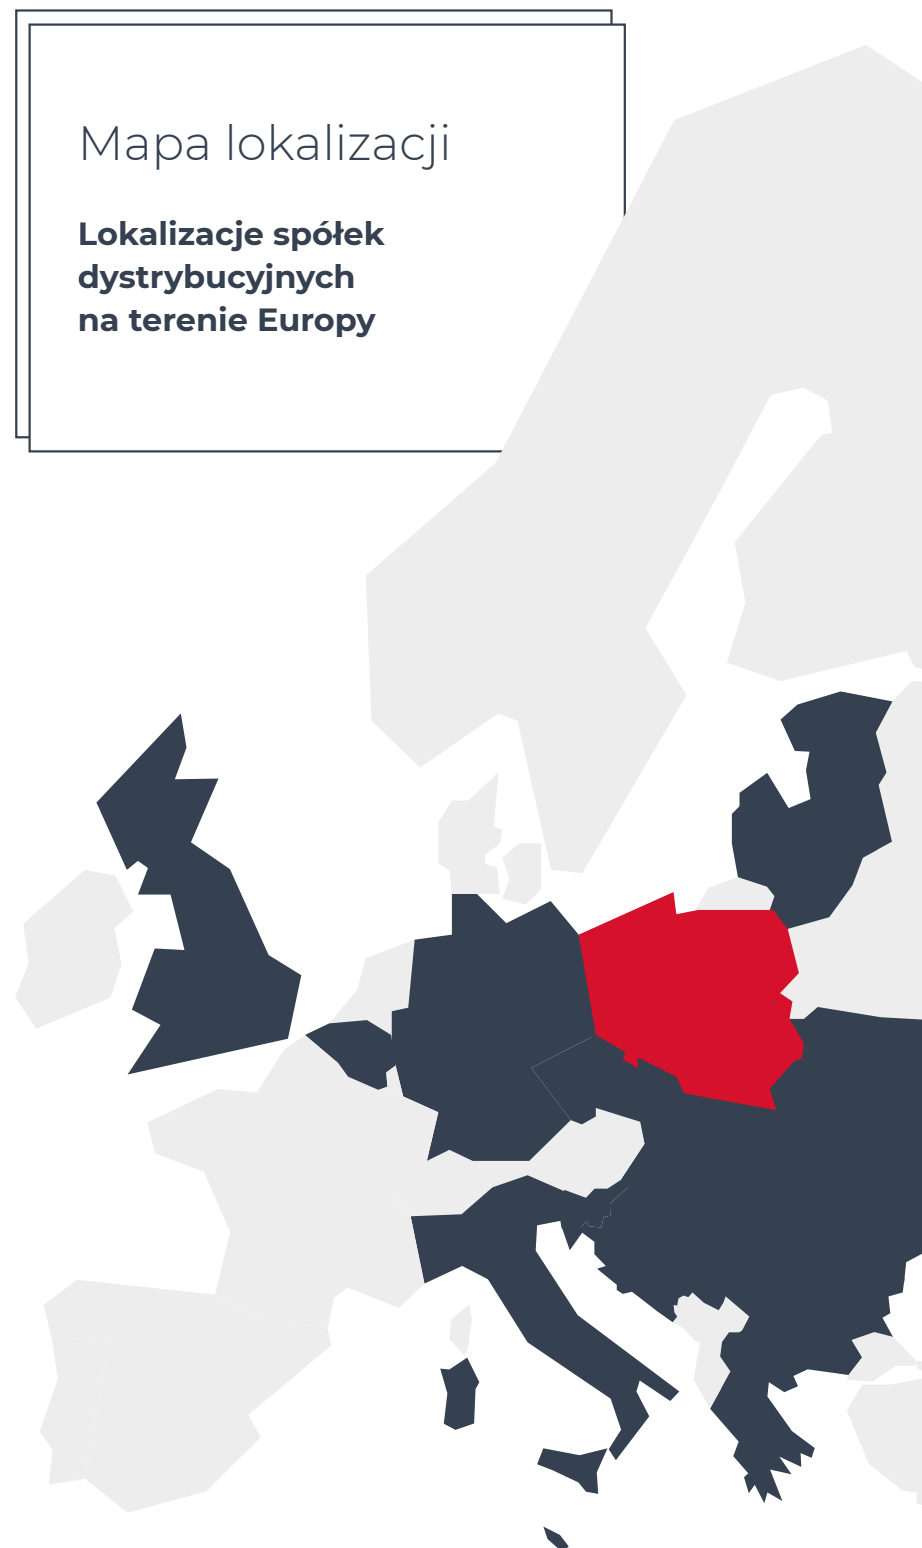 Mapa lokalizacji
Lokalizacje spółek
dystrybucyjnych
na terenie Europy